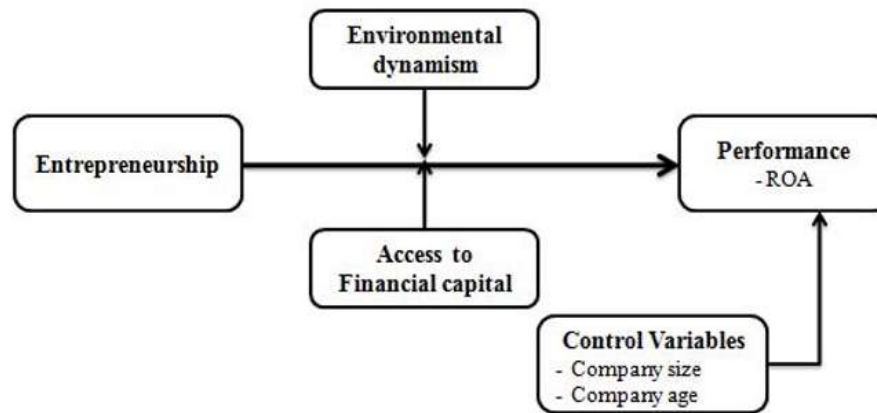 Environmental
dynamism
Entrepreneurship
Performance
- ROA
Access to
Financial capital
Control Variables
- Company size
- Company age